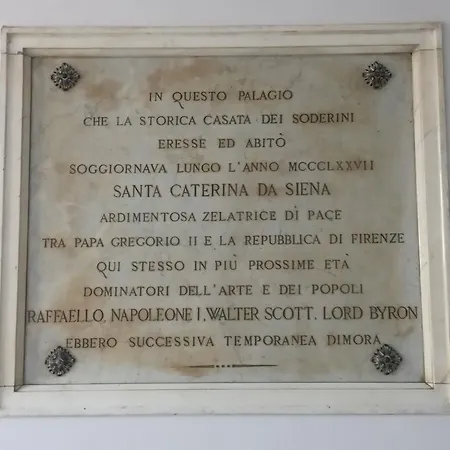 IN QUESTO PALAGIO
CHE LA STORICA CASATA DEI SODERINI
ERESSE ED ABITÒ
SOGGIORNAVA LUNGO L'ANNO MCCCLXXVII
SANTA CATERINA DA SIENA
ARDIMENTOSA ZELATRICE DI PACE
TRA PAPA GREGORIO II E LA REPUBBLICA DI FIRENZE
QUI STESSO IN PIÙ PROSSIME ETÀ
DOMINATORI DELL'ARTE E DEI POPOLI
RAFFAELLO, NAPOLEONE I, WALTER SCOTT, LORD BYRON
EBBERO SUCCESSIVA TEMPORANEA DIMORA